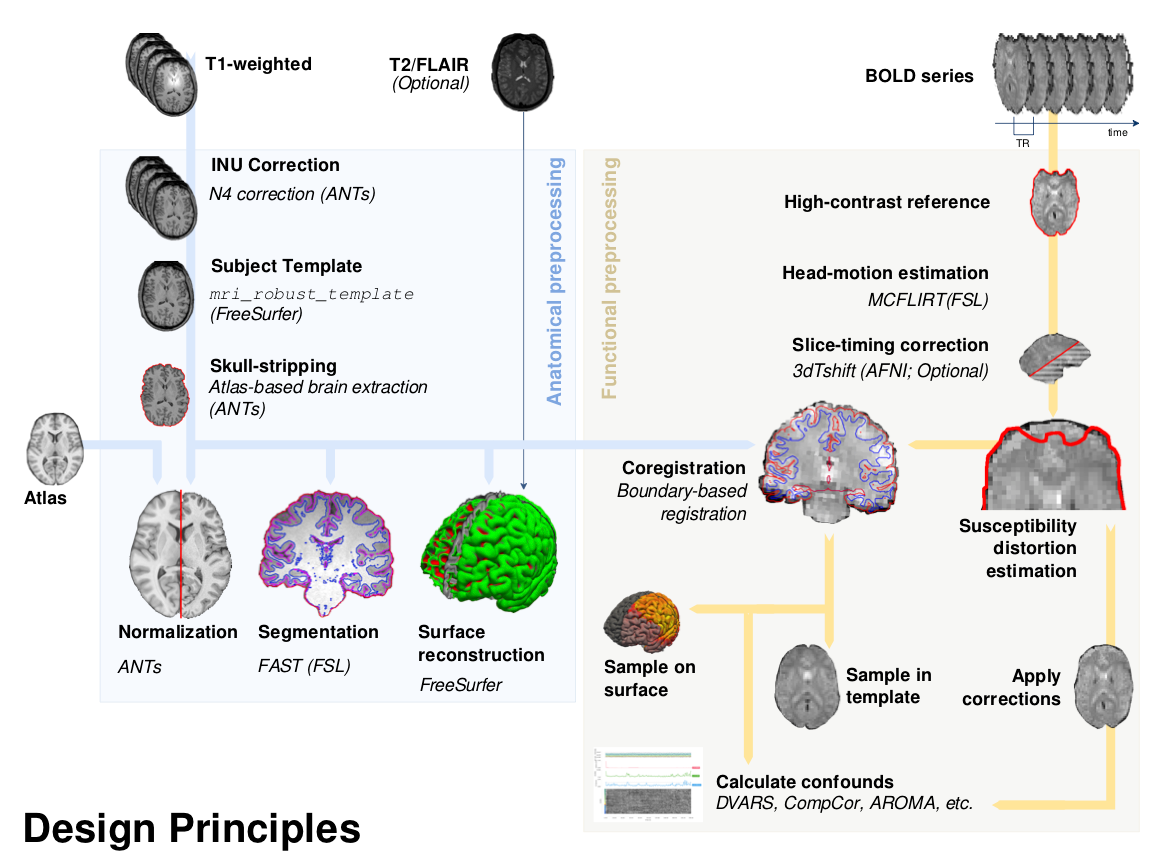 T1-weighted
T2/FLAIR
(Optional)
BOLD series
time
TR
INU Correction
N4 correction (ANTs)
Subject Template
mri_robust_template
(FreeSurfer)
Skull-stripping
Atlas-based brain extraction
(ANTs)
Atlas
Anatomical preprocessing
Functional preprocessing
High-contrast reference
Head-motion estimation
MCFLIRT(FSL)
Slice-timing correction
3dTshift (AFNI; Optional)
Coregistration
Boundary-based
registration
Susceptibility
distortion
estimation
Normalization
ANTs
Segmentation
FAST (FSL)
Surface
reconstruction
FreeSurfer
Sample on
surface
Sample in
template
Apply
corrections
Calculate confounds
DVARS, CompCor, AROMA, etc.
Design Principles